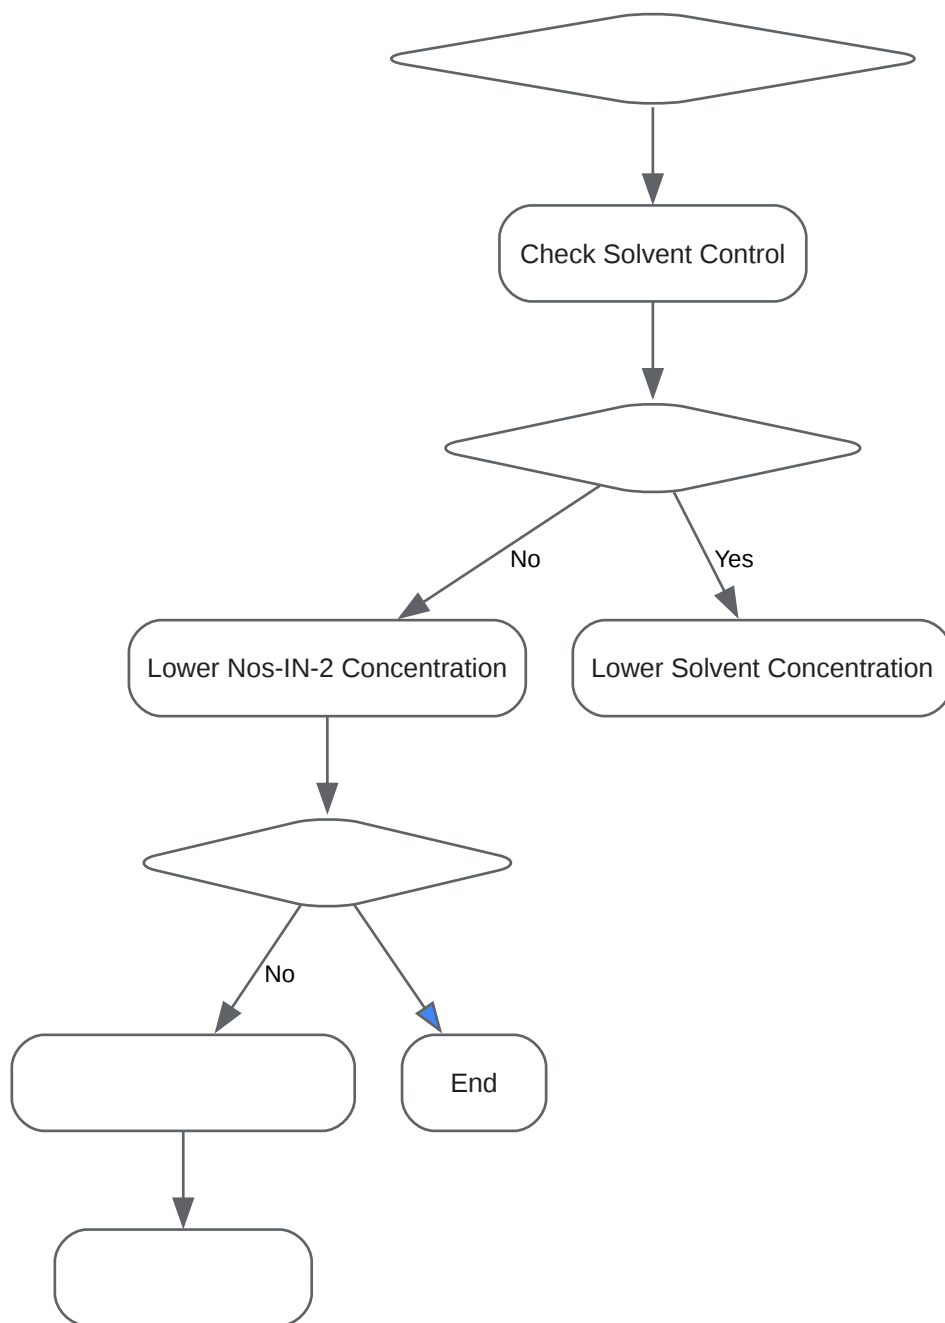 Check Solvent Control
No
Yes
Lower Nos-IN-2 Concentration
Lower Solvent Concentration
No
End